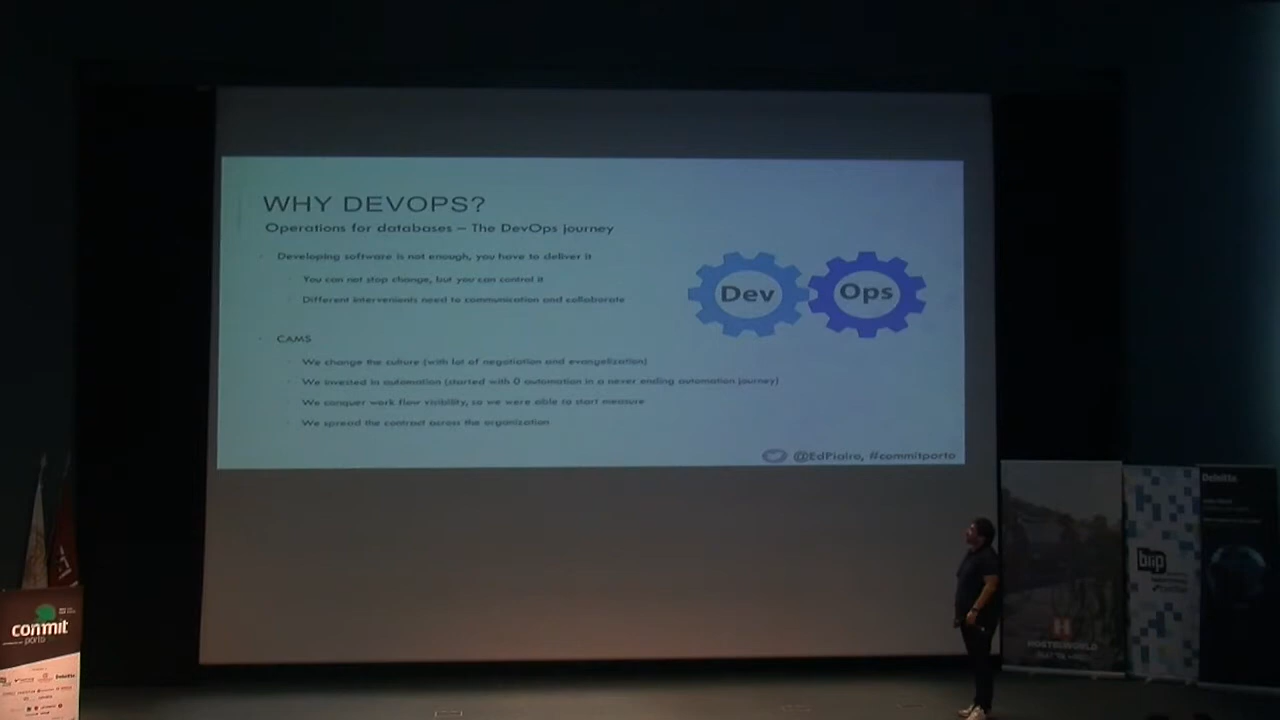 WHY DEVOPS?
Operations for databases – The DevOps journey
Developing software is not enough, you have to deliver it
You can not stop change, but you can control it
Different intervenients need to communication and collaborate
CAMS
We change the culture (with lot of negotiation and evangelization)
We invested in automation (started with 0 automation in a never ending automation journey)
We conquer work flow visibility, so we were able to start measure
We spread the contract across the organization
Dev
Ops
@EdPiairo, #commitporto
commit
porto
blip
Deloitte
HOSTELWORLD